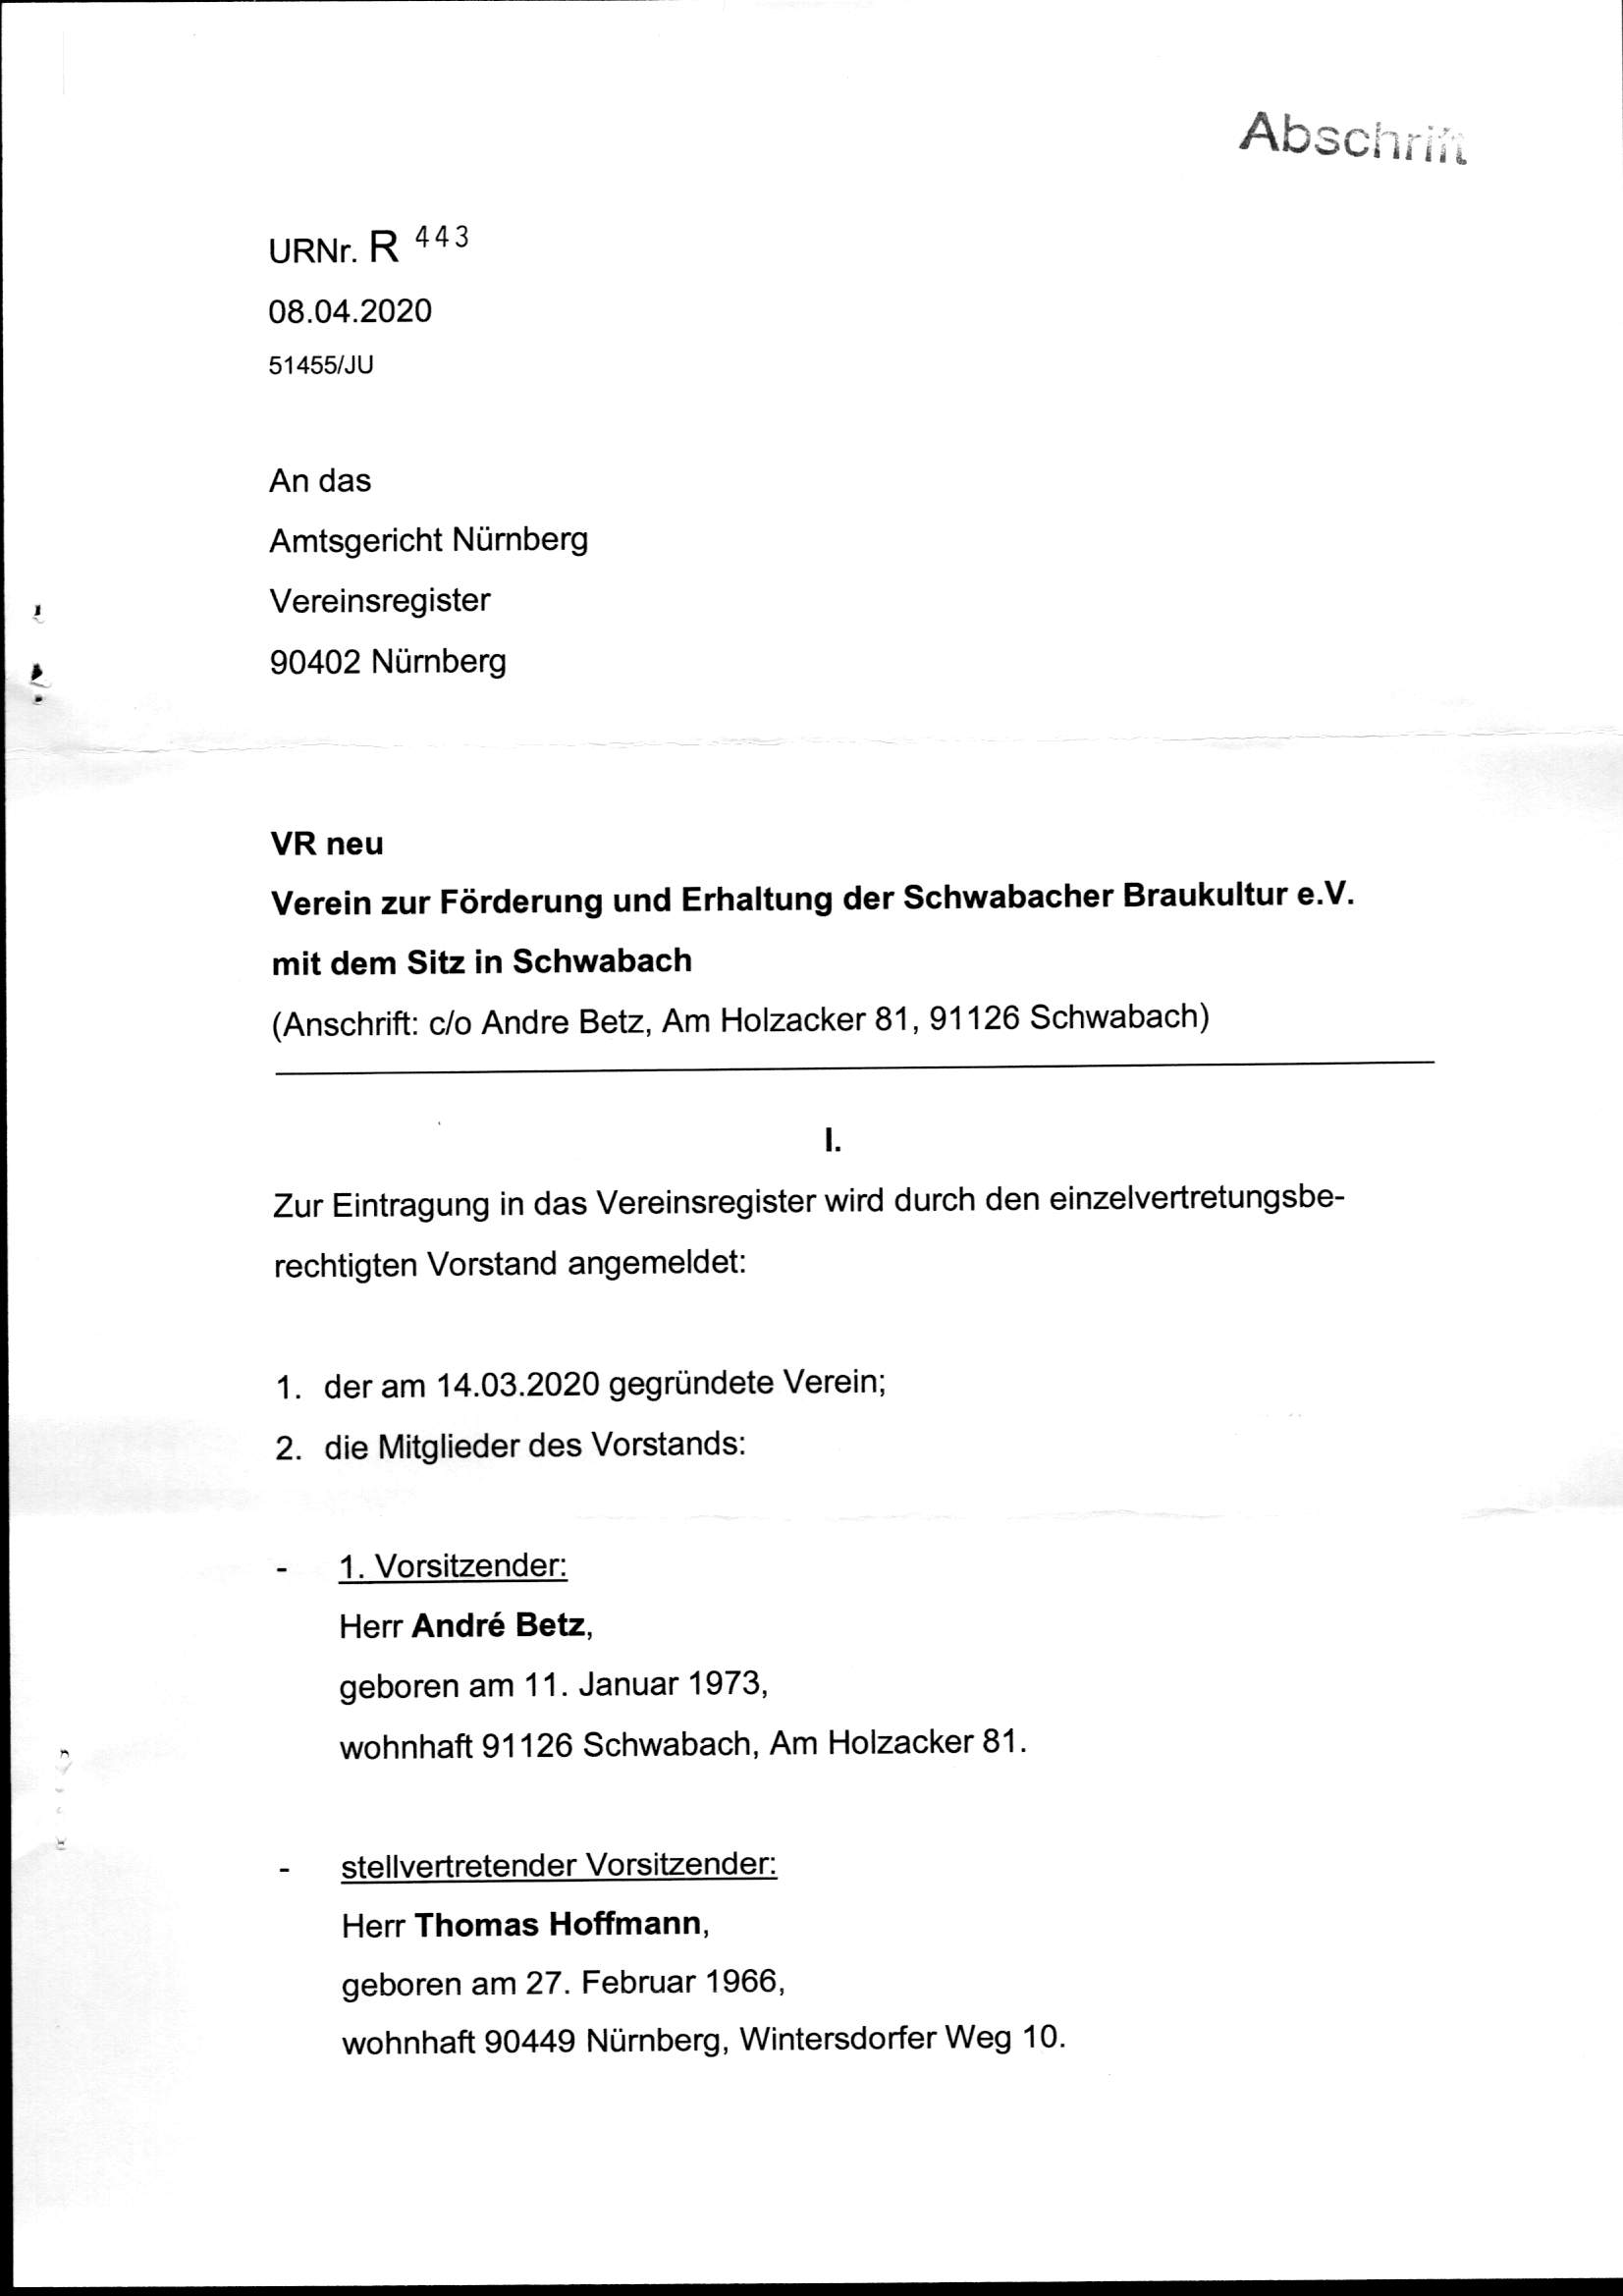 Abschrift
URNr. R 443
08.04.2020
51455/JU
An das
Amtsgericht Nürnberg
Vereinsregister
90402 Nürnberg
VR neu
Verein zur Förderung und Erhaltung der Schwabacher Braukultur e.V.
mit dem Sitz in Schwabach
(Anschrift: c/o Andre Betz, Am Holzacker 81, 91126 Schwabach)
I.
Zur Eintragung in das Vereinsregister wird durch den einzelvertretungsbe-
rechtigten Vorstand angemeldet:
1. der am 14.03.2020 gegründete Verein;
2. die Mitglieder des Vorstands:
- 1. Vorsitzender:
Herr André Betz,
geboren am 11. Januar 1973,
wohnhaft 91126 Schwabach, Am Holzacker 81.
- stellvertretender Vorsitzender:
Herr Thomas Hoffmann,
geboren am 27. Februar 1966,
wohnhaft 90449 Nürnberg, Wintersdorfer Weg 10.